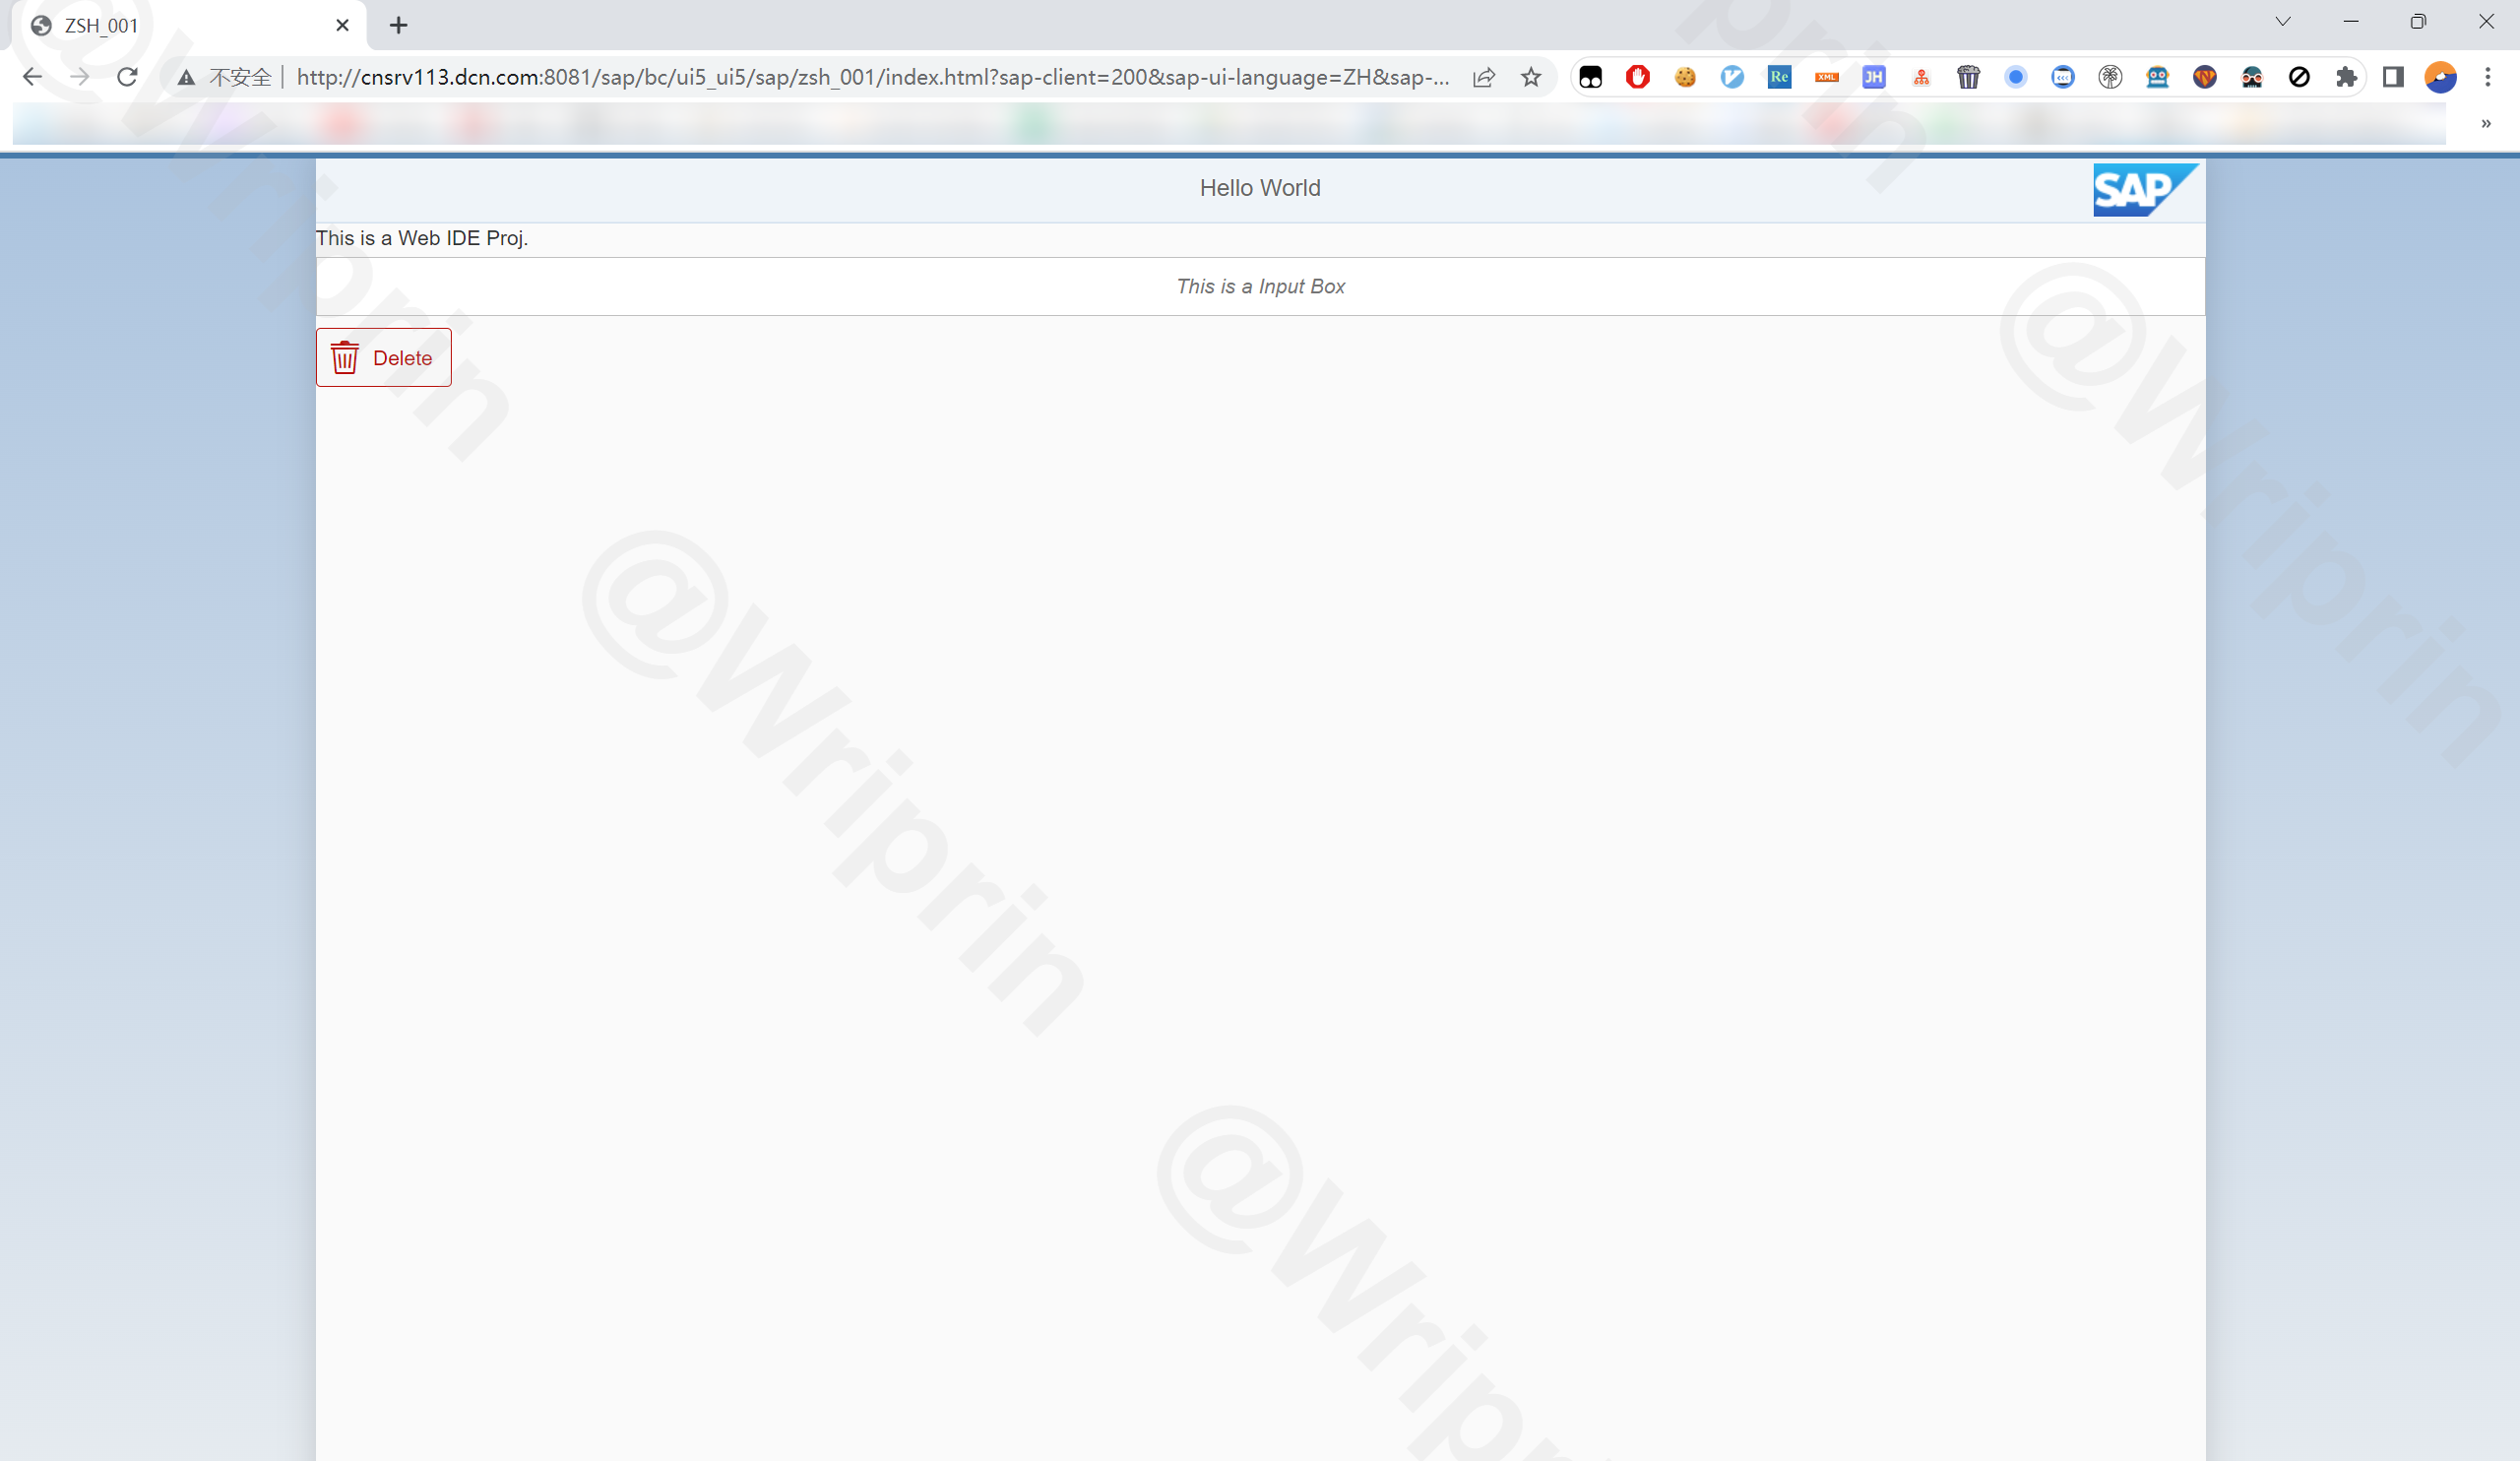 ZSH_001
不安全 http://cnsrv113.dcn.com:8081/sap/bc/ui5_ui5/sap/zsh_001/index.html?sap-client=200&sap-ui-language=ZH&sap-...
Re XML JH
»
Hello World
SAP
This is a Web IDE Proj.
This is a Input Box
Delete
@Wriprin
@Wriprin
@Wriprin
@Wriprin